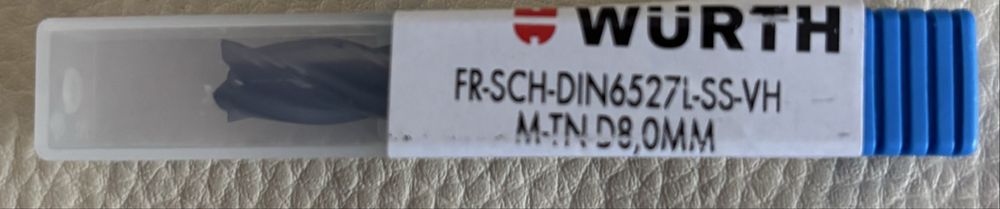 WÜRTH
FR-SCH-DIN6527L-SS-VH
M-TN D8,0MM